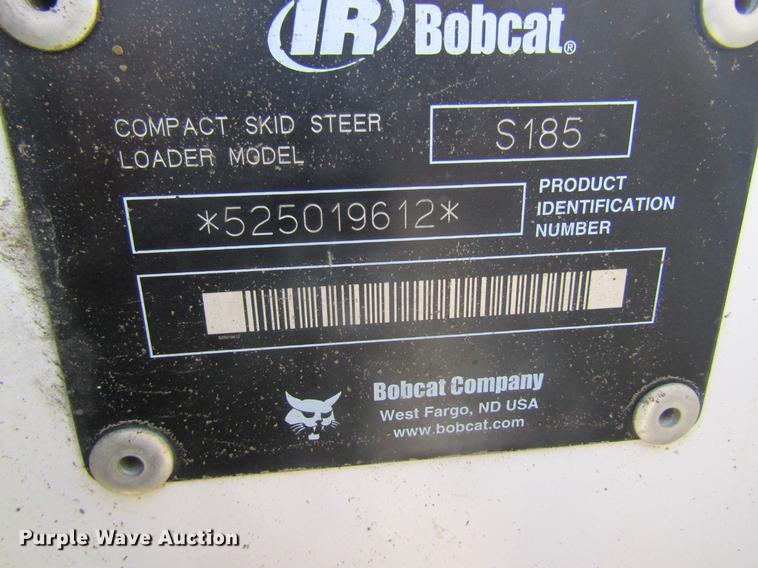 IR Bobcat®
COMPACT SKID STEER
LOADER MODEL
S185
*525019612*
PRODUCT
IDENTIFICATION
NUMBER
525019612
Bobcat Company
West Fargo, ND USA
www.bobcat.com
Purple Wave Auction